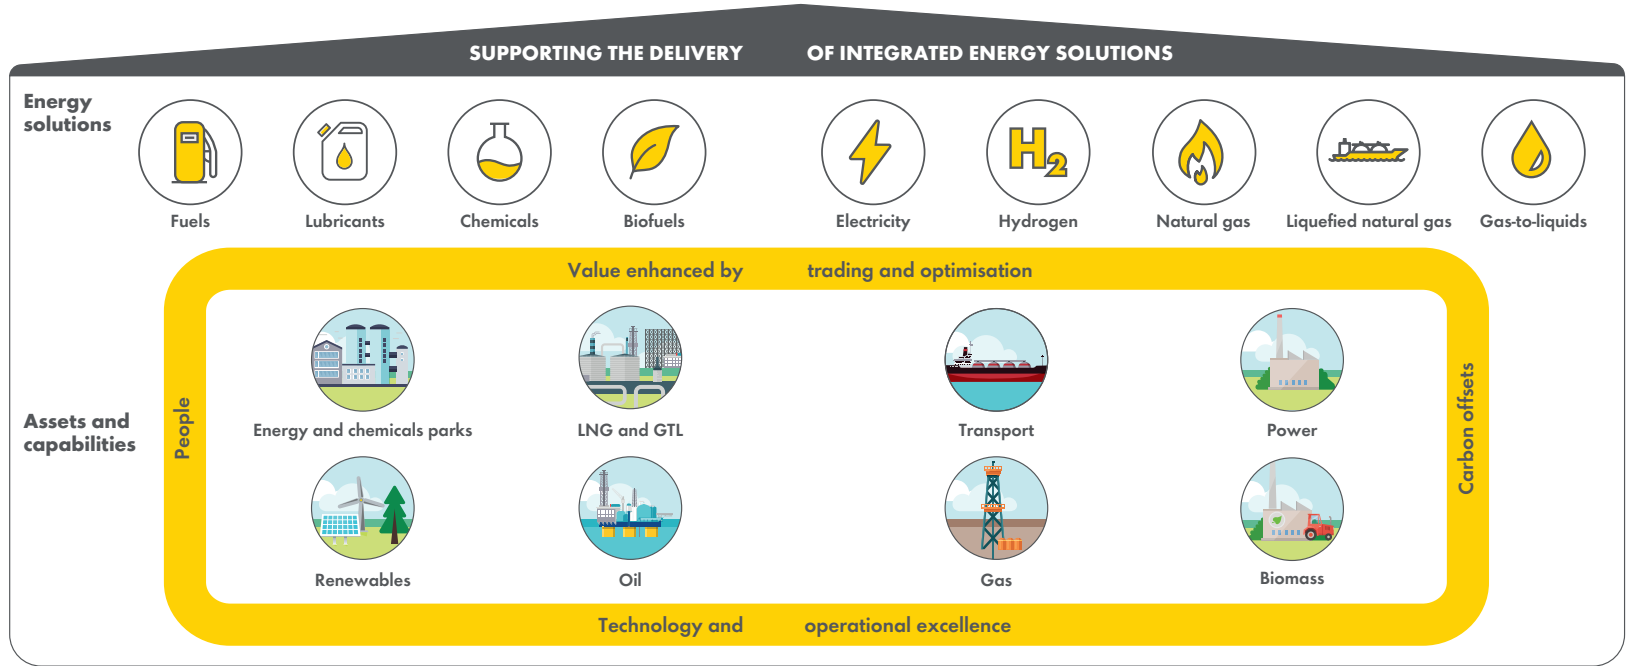 SUPPORTING THE DELIVERY OF INTEGRATED ENERGY SOLUTIONS
Energy
solutions
Fuels
Lubricants
Chemicals
Biofuels
Electricity
H2
Hydrogen
Natural gas
Liquefied natural gas
Gas-to-liquids
Value enhanced by trading and optimisation
Assets and
capabilities
People
Energy and chemicals parks
LNG and GTL
Transport
Power
Renewables
Oil
Gas
Biomass
Carbon offsets
Technology and operational excellence